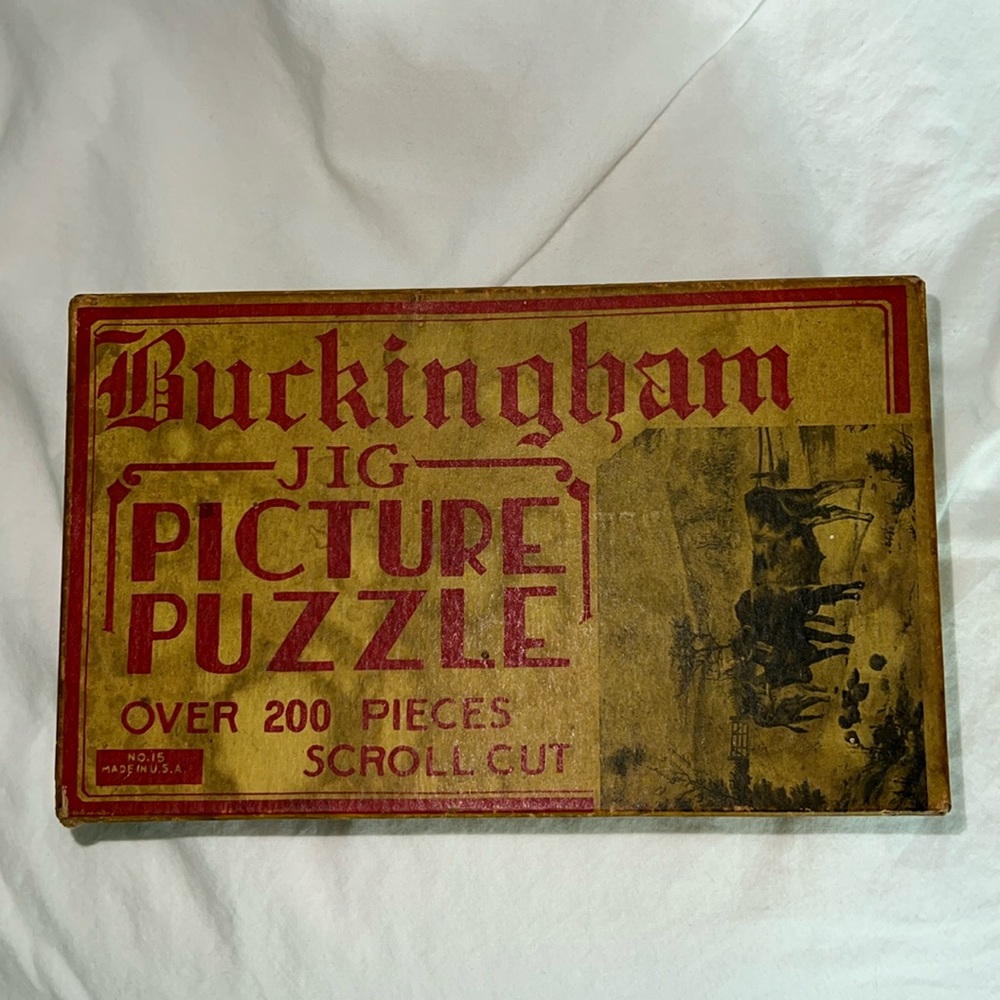 Buckingham
JIG
PICTURE
PUZZLE
OVER 200 PIECES
SCROLL CUT
NO.15
MADE IN U.S.A.